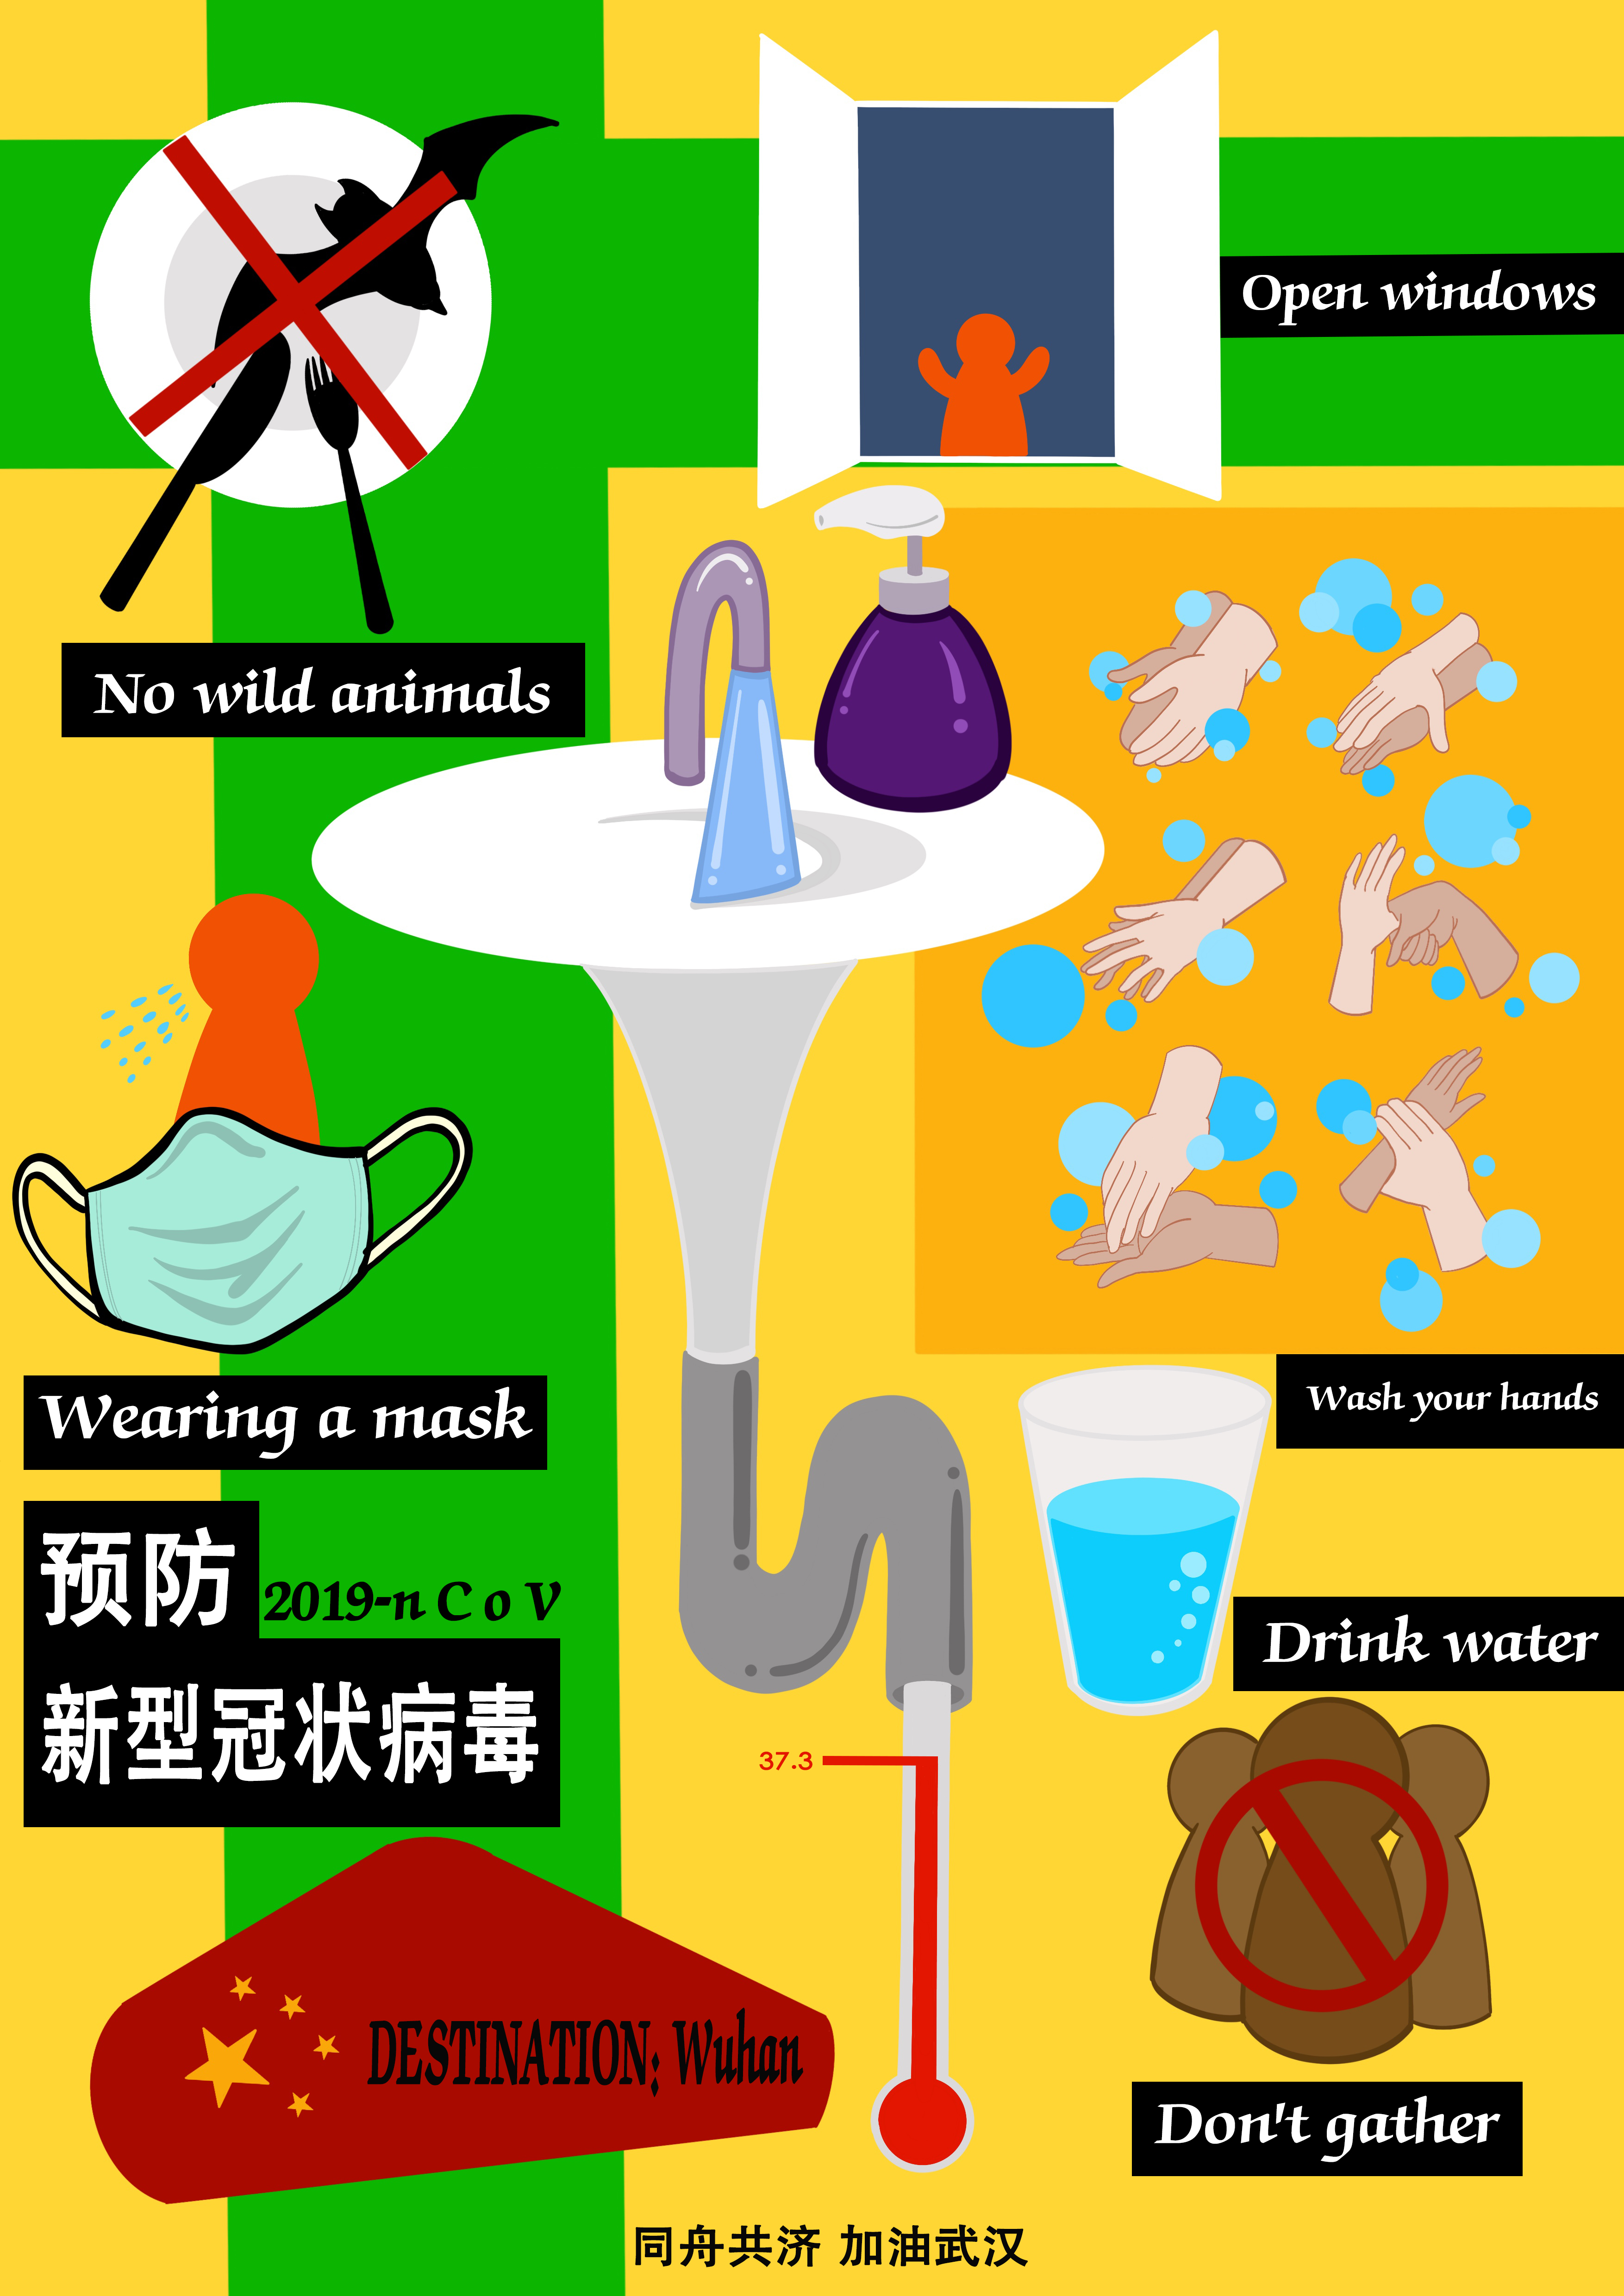 Open windows
No wild animals
Wearing a mask
Wash your hands
预防
2019-n C o V
新型冠状病毒
Drink water
37.3
DESTINATION: Wuhan
Don't gather
同舟共济 加油武汉